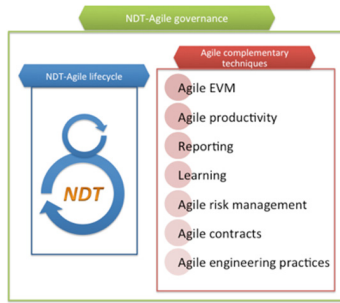 NDT-Agile governance
NDT-Agile lifecycle
NDT
Agile complementary
techniques
Agile EVM
Agile productivity
Reporting
Learning
Agile risk management
Agile contracts
Agile engineering practices